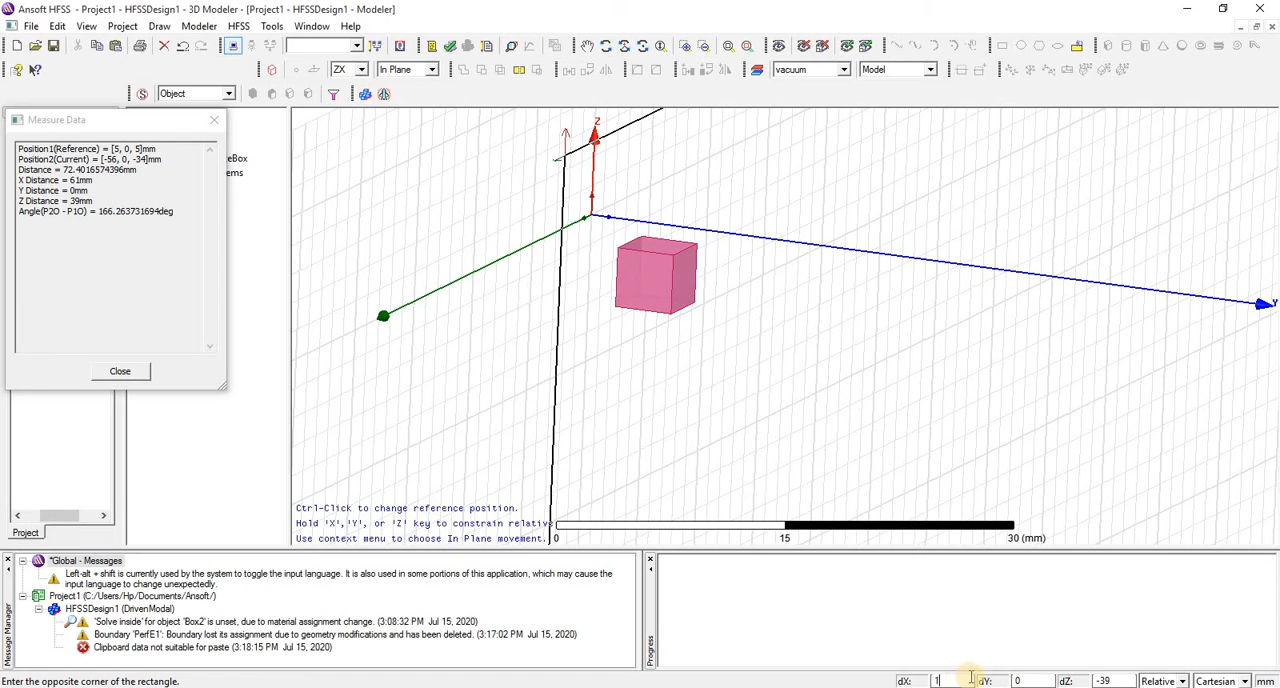 Ansoft HFSS - Project1 - HFSSDesign1 - 3D Modeler - [Project1 - HFSSDesign1 - Modeler]
File Edit View Project Draw Modeler HFSS Tools Window Help
ZX In Plane vacuum Model
Object
Measure Data
Position1(Reference) = [5, 0, 5]mm
Position2(Current) = [-56, 0, -34]mm
Distance = 72.4016574396mm
X Distance = 61mm
Y Distance = 0mm
Z Distance = 39mm
Angle(P2O - P1O) = 166.263731694deg
Close
Project
Z
Y
Ctrl-Click to change reference position.
Hold 'X','Y', or 'Z' key to constrain relativ
Use context menu to choose In Plane movement.
0 15 30 (mm)
*Global - Messages
Left-alt + shift is currently used by the system to toggle the input language. It is also used in some portions of this application, which may cause the
input language to change unexpectedly.
Project1 (C:/Users/Hp/Documents/Ansoft/)
HFSSDesign1 (DrivenModal)
'Solve inside' for object 'Box2' is unset, due to material assignment change. (3:08:32 PM Jul 15, 2020)
Boundary 'PerfE1': Boundary lost its assignment due to geometry modifications and has been deleted. (3:17:02 PM Jul 15, 2020)
Clipboard data not suitable for paste (3:18:15 PM Jul 15, 2020)
Message Manager
Progress
Enter the opposite corner of the rectangle.
dX: 1 dY: 0 dZ: -39 Relative Cartesian mm